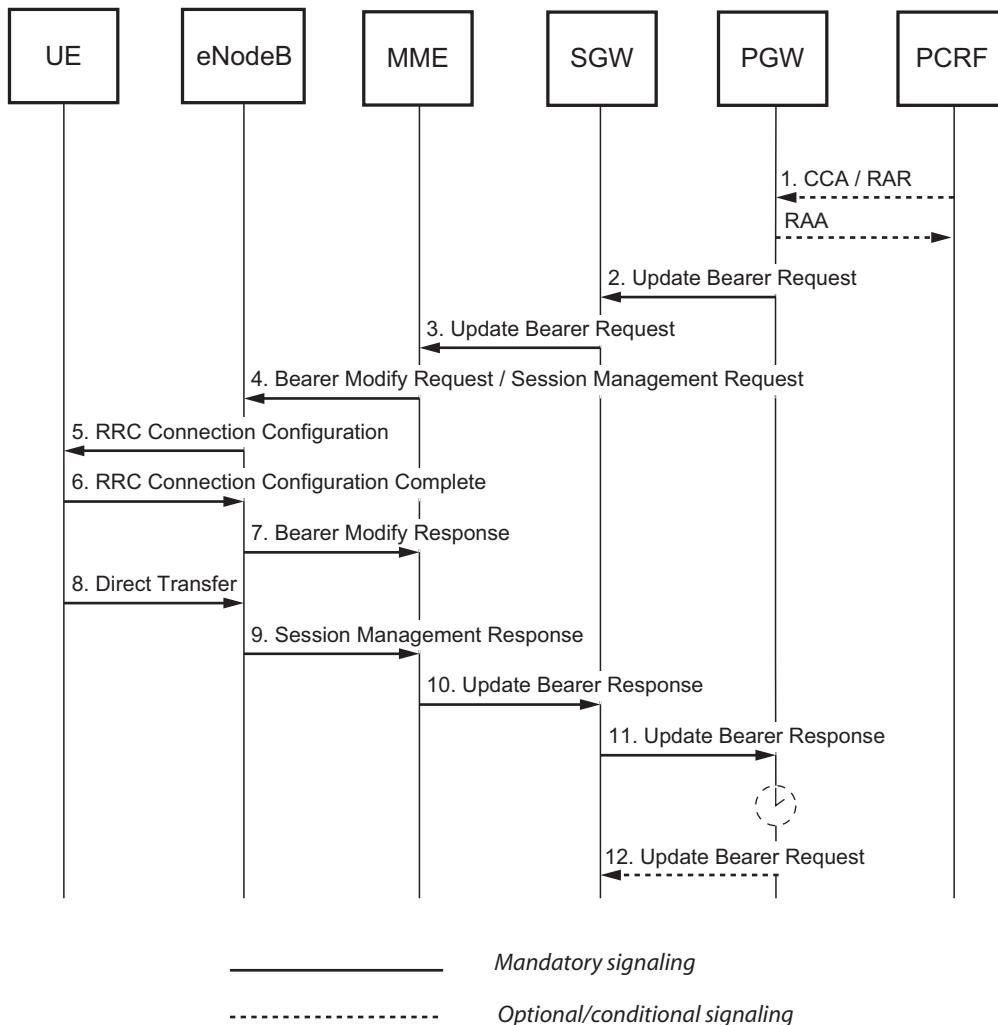 UE eNodeB MME SGW PGW PCRF
1. CCA / RAR
RAA
2. Update Bearer Request
3. Update Bearer Request
4. Bearer Modify Request / Session Management Request
5. RRC Connection Configuration
6. RRC Connection Configuration Complete
7. Bearer Modify Response
8. Direct Transfer
9. Session Management Response
10. Update Bearer Response
11. Update Bearer Response
12. Update Bearer Request
Mandatory signaling
Optional/conditional signaling